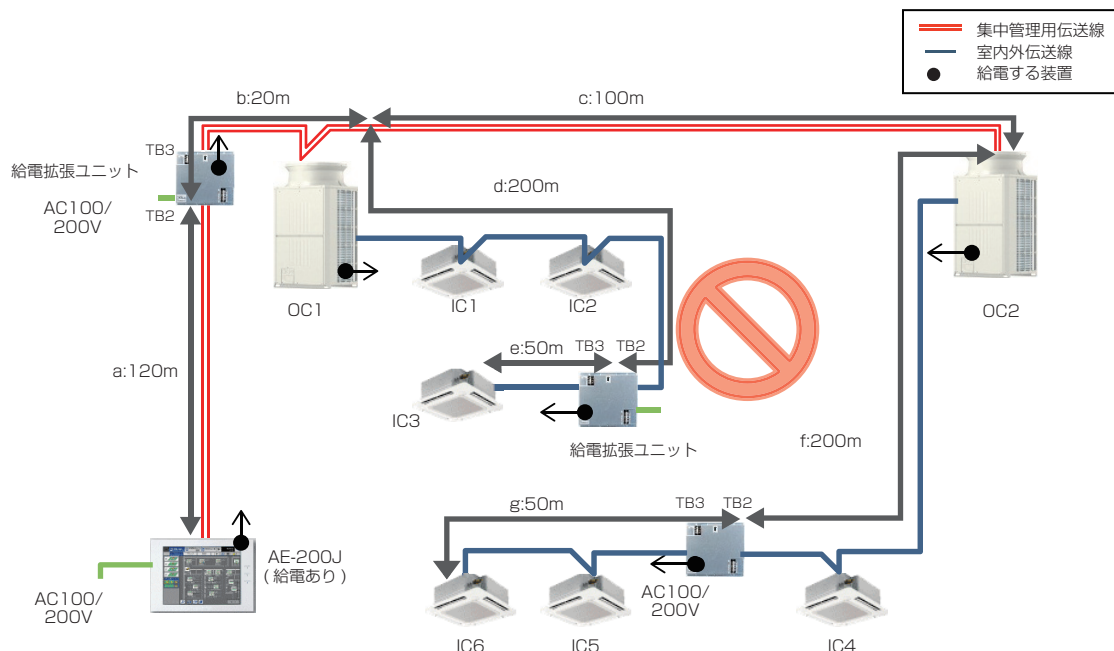 集中管理用伝送線
室内外伝送線
給電する装置
b:20m
c:100m
TB3
給電拡張ユニット
AC100/
200V
TB2
d:200m
OC1
IC1
IC2
OC2
a:120m
e:50m
TB3
TB2
IC3
給電拡張ユニット
f:200m
g:50m
TB3
TB2
AE-200J
(給電あり)
AC100/
200V
AC100/
200V
IC6
IC5
IC4